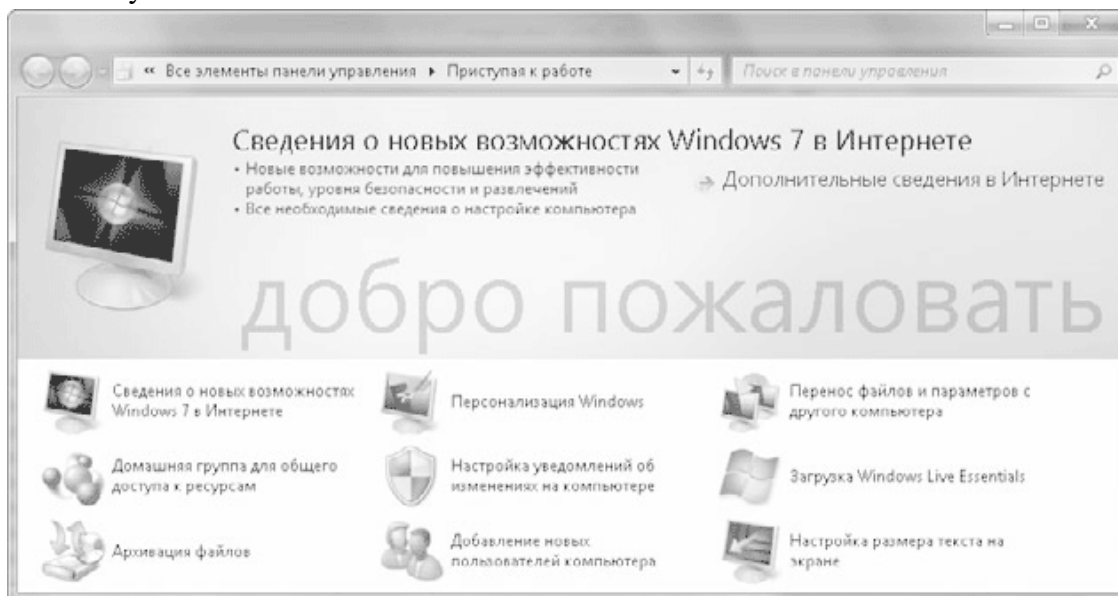 « Все элементы панели управления ▸ Приступая к работе
Поиск в панели управления
Сведения о новых возможностях Windows 7 в Интернете
• Новые возможности для повышения эффективности
работы, уровня безопасности и развлечений
• Все необходимые сведения о настройке компьютера
Дополнительные сведения в Интернете
добро пожаловать
Сведения о новых возможностях
Windows 7 в Интернете
Персонализация Windows
Перенос файлов и параметров с
другого компьютера
Домашняя группа для общего
доступа к ресурсам
Настройка уведомлений об
изменениях на компьютере
Загрузка Windows Live Essentials
Архивация файлов
Добавление новых
пользователей компьютера
Настройка размера текста на
экране